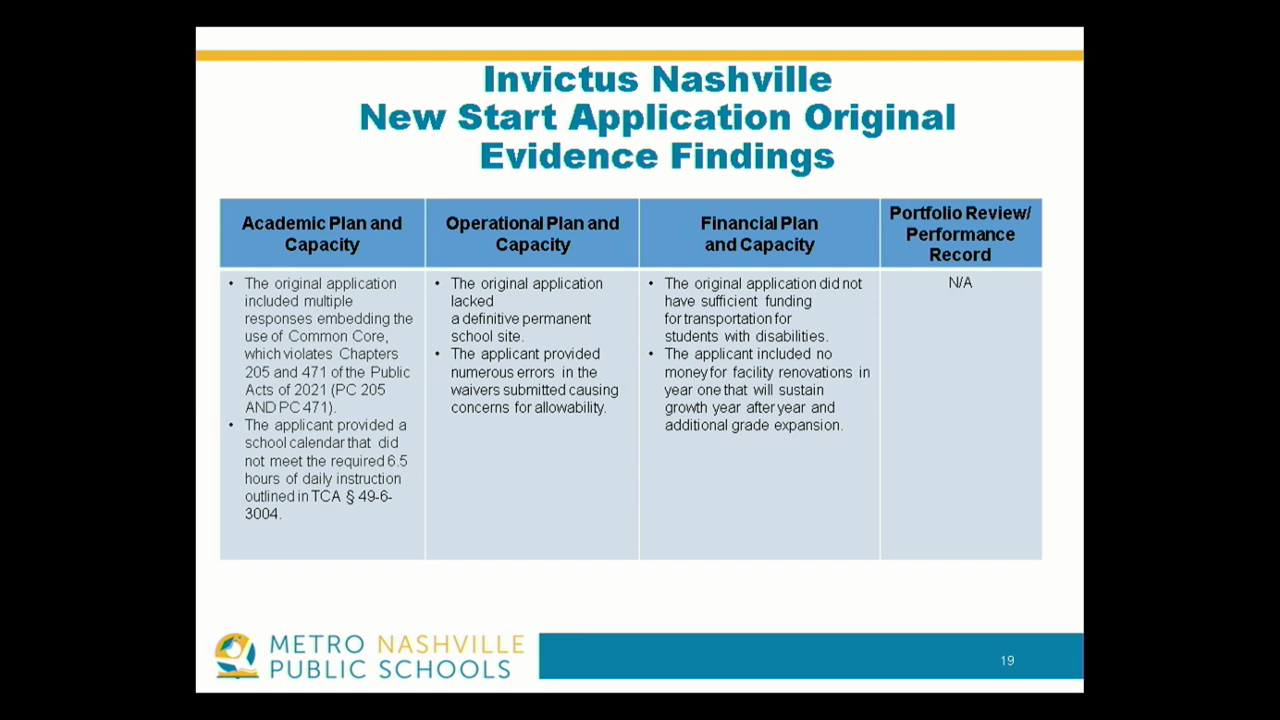 Invictus Nashville
New Start Application Original
Evidence Findings
Academic Plan and
Capacity
Operational Plan and
Capacity
Financial Plan
and Capacity
Portfolio Review/
Performance
Record
• The original application
included multiple
responses embedding the
use of Common Core,
which violates Chapters
205 and 471 of the Public
Acts of 2021 (PC 205
AND PC 471).
• The applicant provided a
school calendar that did
not meet the required 6.5
hours of daily instruction
outlined in TCA § 49-6-
3004.
• The original application
lacked
a definitive permanent
school site.
• The applicant provided
numerous errors in the
waivers submitted causing
concerns for allowability.
• The original application did not
have sufficient funding
for transportation for
students with disabilities.
• The applicant included no
money for facility renovations in
year one that will sustain
growth year after year and
additional grade expansion.
N/A
METRO NASHVILLE
PUBLIC SCHOOLS
19